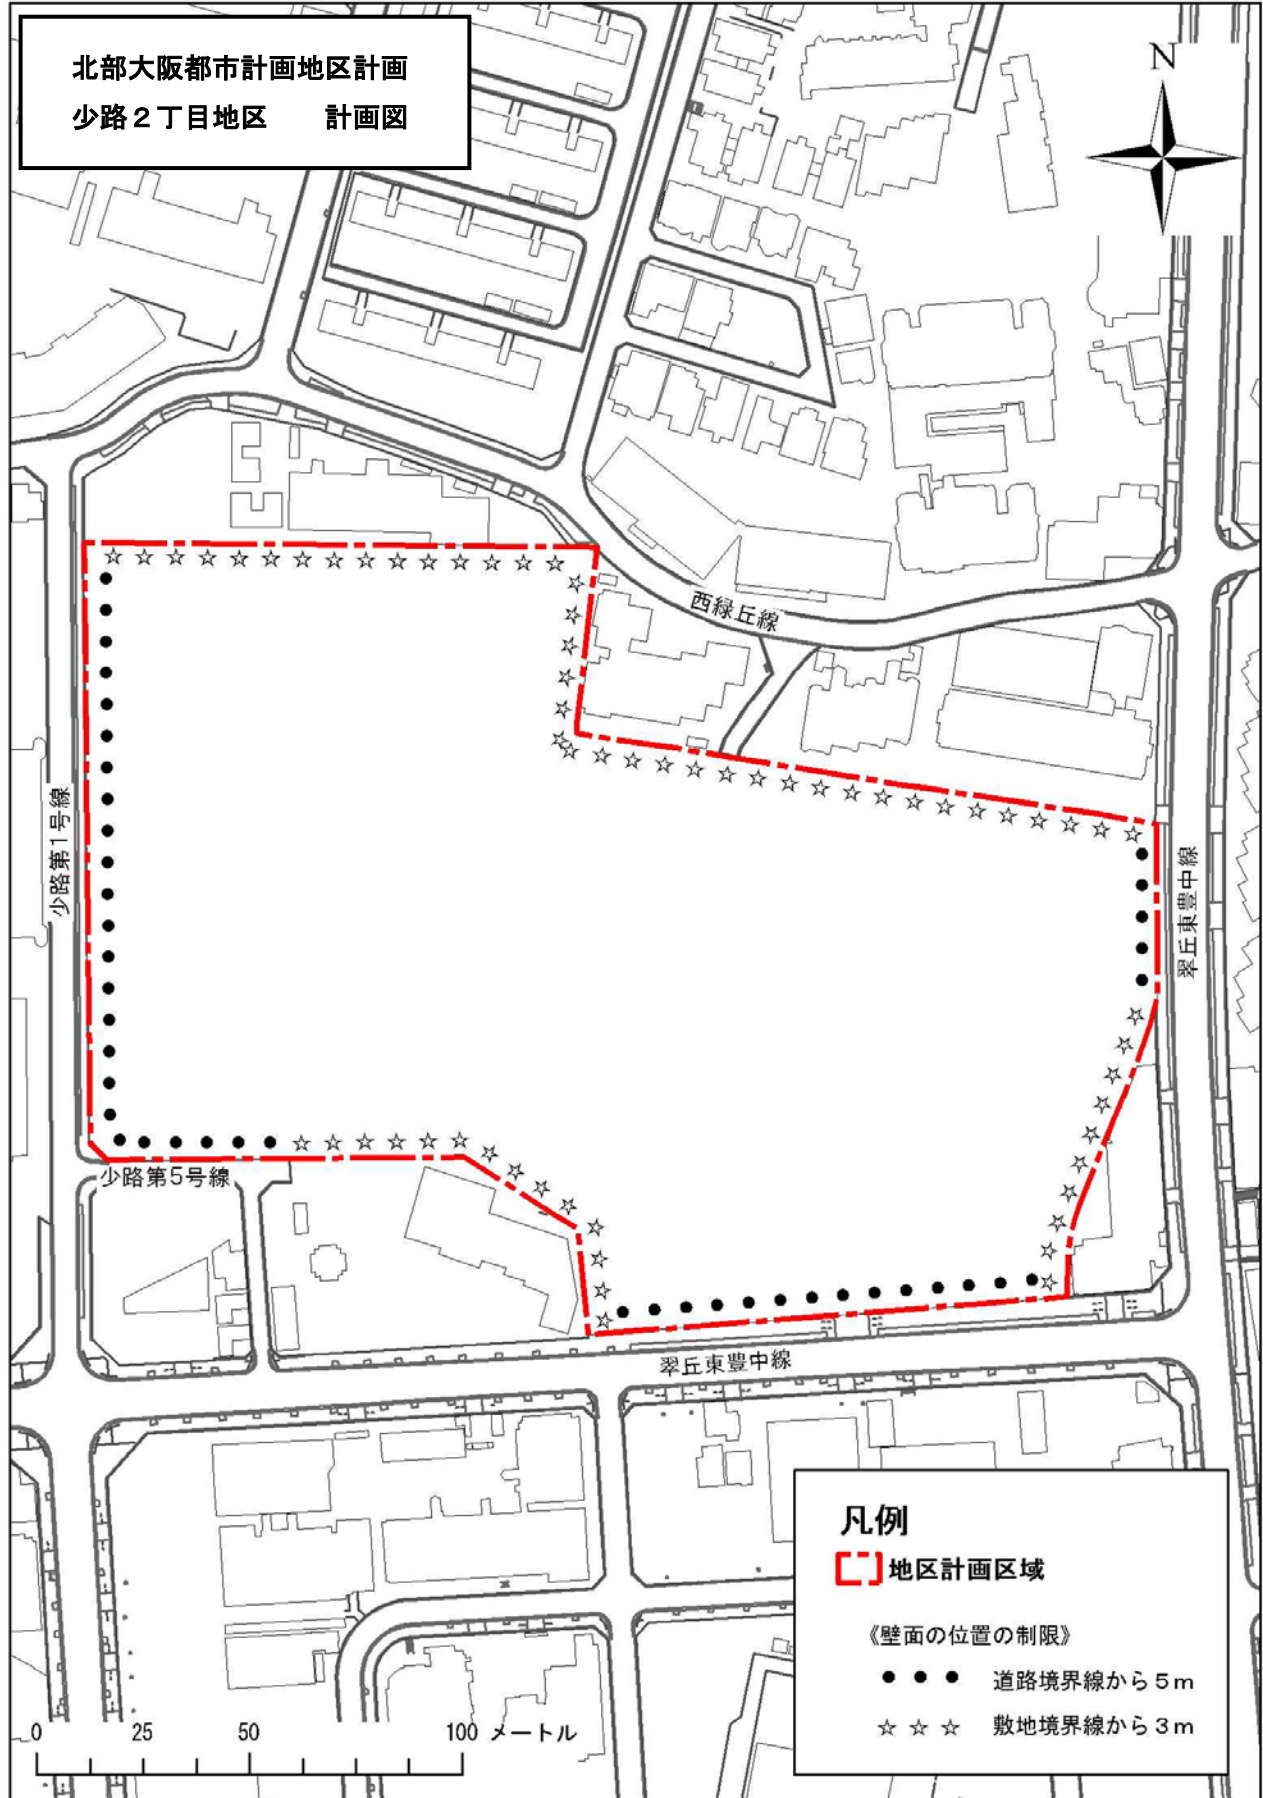 北部大阪都市計画地区計画
少路２丁目地区　　計画図
N
西緑丘線
少路第1号線
翠丘東豊中線
少路第5号線
翠丘東豊中線
凡例
地区計画区域
《壁面の位置の制限》
道路境界線から５ｍ
敷地境界線から３ｍ
0 25 50 100 メートル